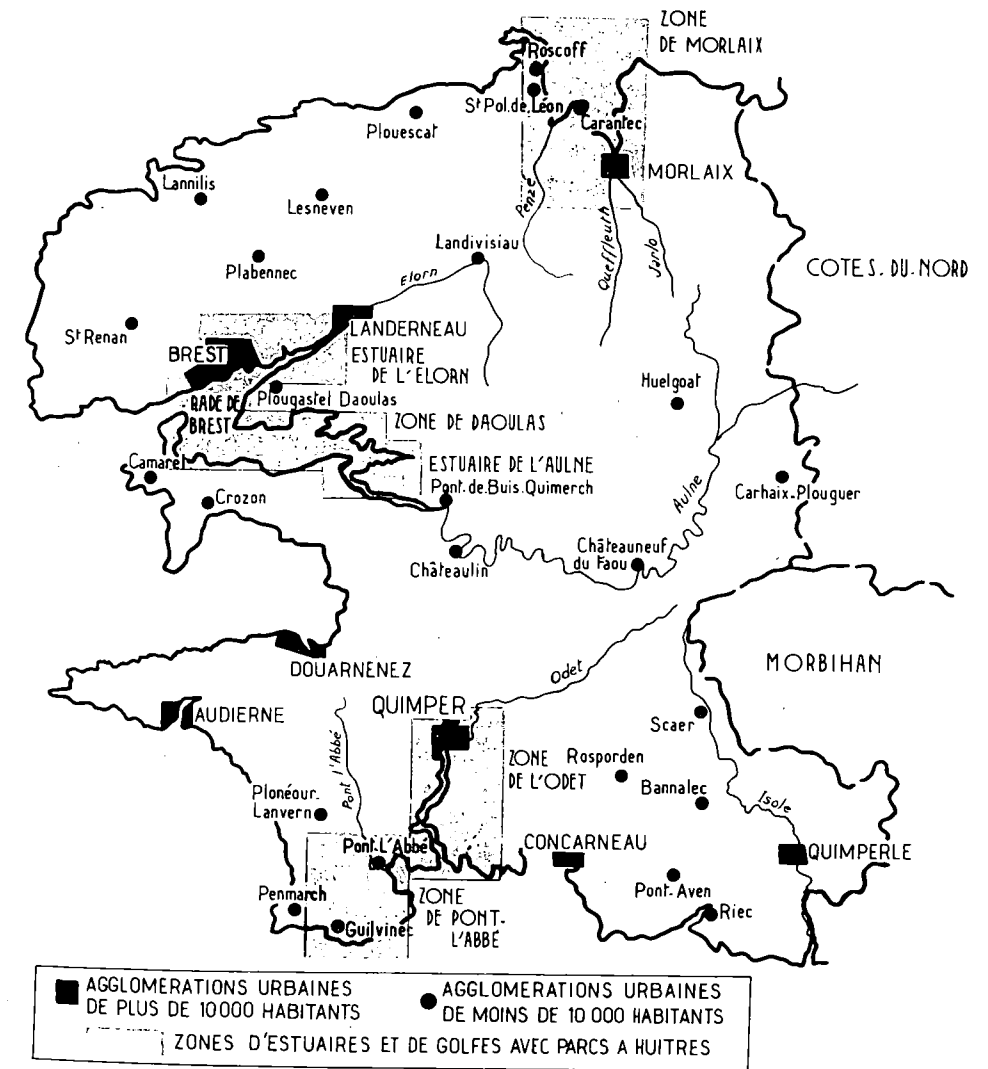 ZONE
DE MORLAIX
Roscoff
St Pol.de.Léon
Carantec
Plouescat
MORLAIX
Lannilis
Lesneven
Penze
Queffleuth
Jarlo
Landivisiau
Plabennec
Elorn
COTES.DU.NORD
St Renan
LANDERNEAU
BREST
ESTUAIRE
DE L'ELORN
Plougastel Daoulas
Huelgoat
RADE DE
BREST
ZONE DE DAOULAS
Camaret
ESTUAIRE DE L'AULNE
Pont.de.Buis.Quimerch
Crozon
Aulne
Carhaix-Plouguer
Châteaulin
Châteauneuf
du Faou
DOUARNENEZ
MORBIHAN
Odet
AUDIERNE
QUIMPER
Scaer
Pont l'Abbé
ZONE
DE L'ODET
Rosporden
Bannalec
Plonéour-
Lanvern
Isole
Pont-L'Abbé
CONCARNEAU
QUIMPERLE
Pont-Aven
Penmarch
ZONE
DE PONT-
L'ABBÉ
Riec
Guilvinec
AGGLOMERATIONS URBAINES
DE PLUS DE 10000 HABITANTS
AGGLOMERATIONS URBAINES
DE MOINS DE 10 000 HABITANTS
ZONES D'ESTUAIRES ET DE GOLFES AVEC PARCS A HUITRES